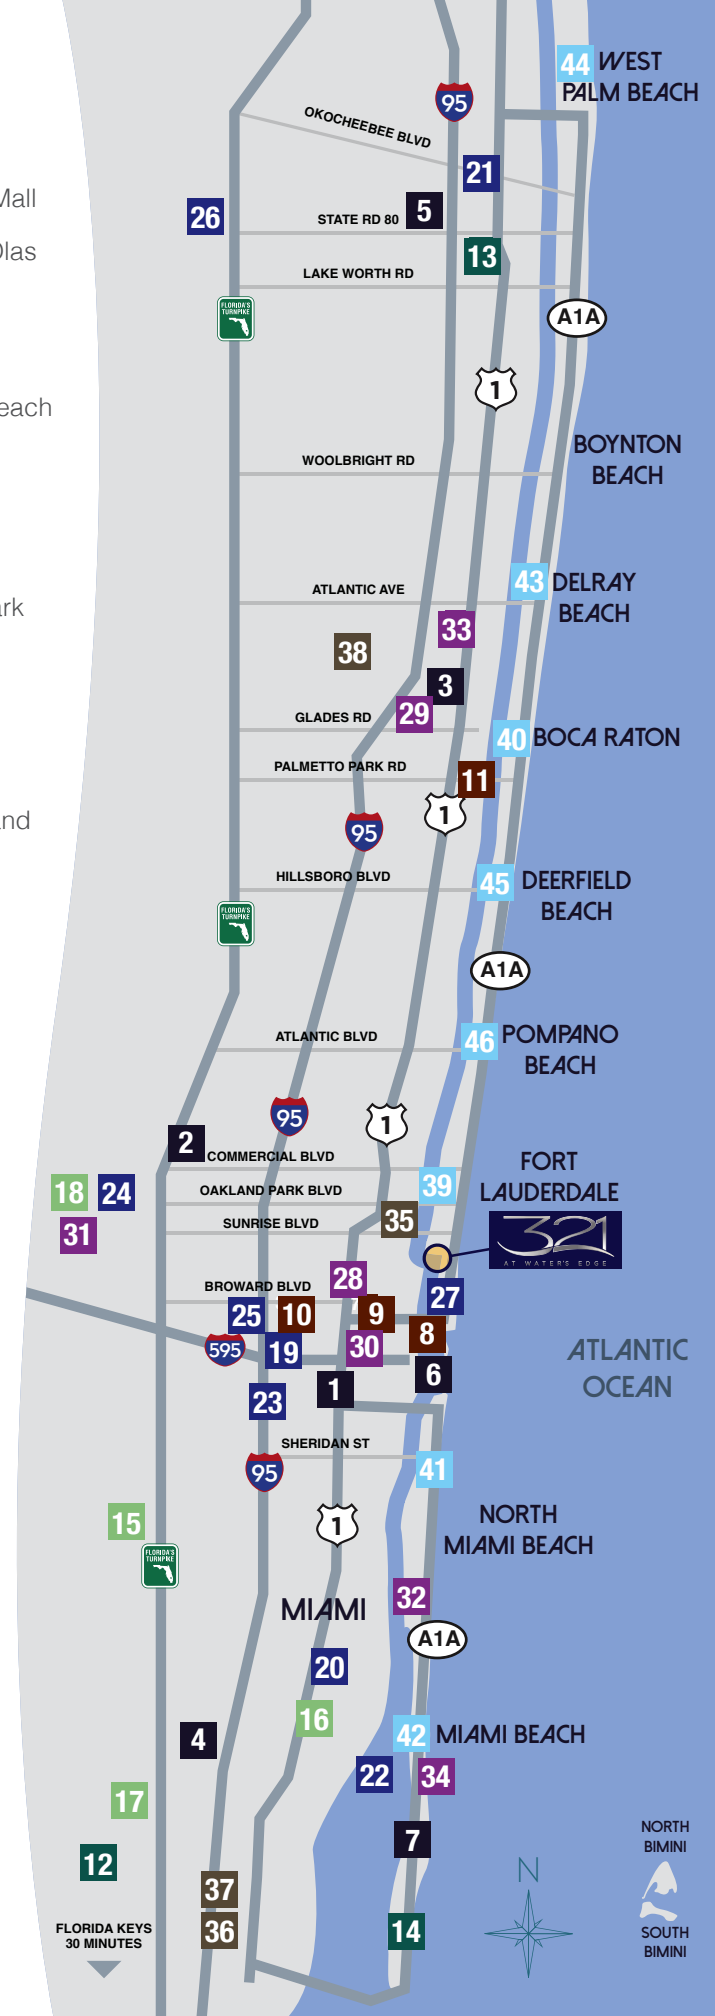 44 WEST
PALM BEACH
95
OKOCHEEBEE BLVD
21
Mall
26
STATE RD 80
5
Olas
13
LAKE WORTH RD
FLORIDA'S
TURNPIKE
A1A
1
each
BOYNTON
BEACH
WOOLBRIGHT RD
43 DELRAY
BEACH
ATLANTIC AVE
ark
33
38
3
29
GLADES RD
40 BOCA RATON
PALMETTO PARK RD
11
1
and
95
HILLSBORO BLVD
45 DEERFIELD
BEACH
FLORIDA'S
TURNPIKE
A1A
ATLANTIC BLVD
46 POMPANO
BEACH
95
1
2
COMMERCIAL BLVD
FORT
LAUDERDALE
18
24
OAKLAND PARK BLVD
39
31
SUNRISE BLVD
35
321
AT WATER'S EDGE
28
BROWARD BLVD
27
25
10
9
8
595
19
30
ATLANTIC
OCEAN
6
1
23
SHERIDAN ST
95
41
15
1
NORTH
MIAMI BEACH
FLORIDA'S
TURNPIKE
32
MIAMI
A1A
20
16
4
42 MIAMI BEACH
22
34
17
7
NORTH
BIMINI
12
N
37
36
14
FLORIDA KEYS
30 MINUTES
SOUTH
BIMINI